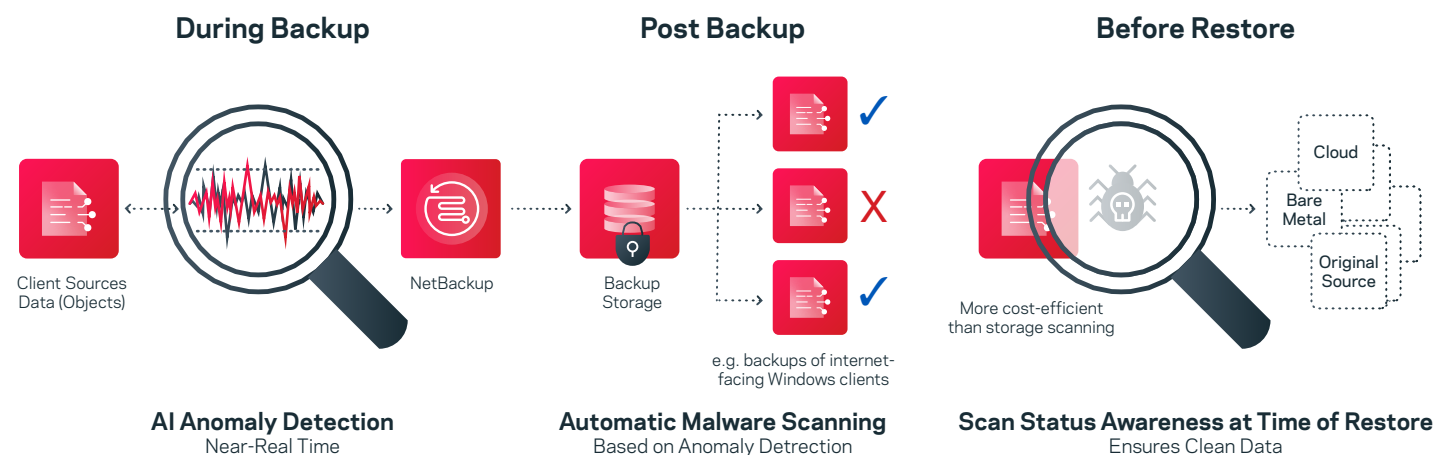 During Backup
Client Sources
Data (Objects)
NetBackup
AI Anomaly Detection
Near-Real Time
Post Backup
Backup
Storage
✓
X
✓
e.g. backups of internet-
facing Windows clients
Automatic Malware Scanning
Based on Anomaly Detrection
Before Restore
More cost-efficient
than storage scanning
Cloud
Bare
Metal
Original
Source
Scan Status Awareness at Time of Restore
Ensures Clean Data